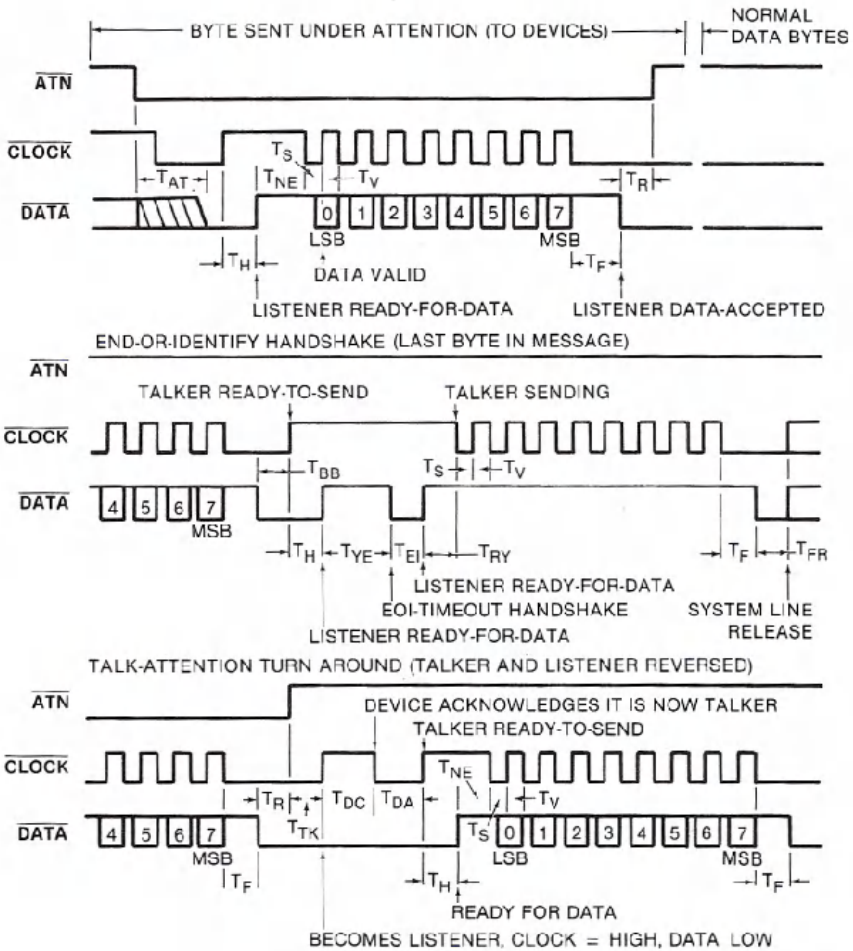 BYTE SENT UNDER ATTENTION (TO DEVICES)
NORMAL
DATA BYTES
ATN
CLOCK
TS
TAT
TNE
TV
TR
DATA
0 1 2 3 4 5 6 7
LSB
MSB
TH
TF
DATA VALID
LISTENER READY-FOR-DATA
LISTENER DATA-ACCEPTED
END-OR-IDENTIFY HANDSHAKE (LAST BYTE IN MESSAGE)
ATN
TALKER READY-TO-SEND
TALKER SENDING
CLOCK
TBB
TS
TV
DATA
4 5 6 7
MSB
TH
TYE
TEI
TRY
TF
TFR
LISTENER READY-FOR-DATA
EOI-TIMEOUT HANDSHAKE
SYSTEM LINE
RELEASE
LISTENER READY-FOR-DATA
TALK-ATTENTION TURN AROUND (TALKER AND LISTENER REVERSED)
ATN
DEVICE ACKNOWLEDGES IT IS NOW TALKER
TALKER READY-TO-SEND
CLOCK
TNE
TR
TDC
TDA
TV
TTK
TS
DATA
4 5 6 7
0 1 2 3 4 5 6 7
MSB
LSB
MSB
TF
TH
TF
READY FOR DATA
BECOMES LISTENER, CLOCK = HIGH, DATA LOW